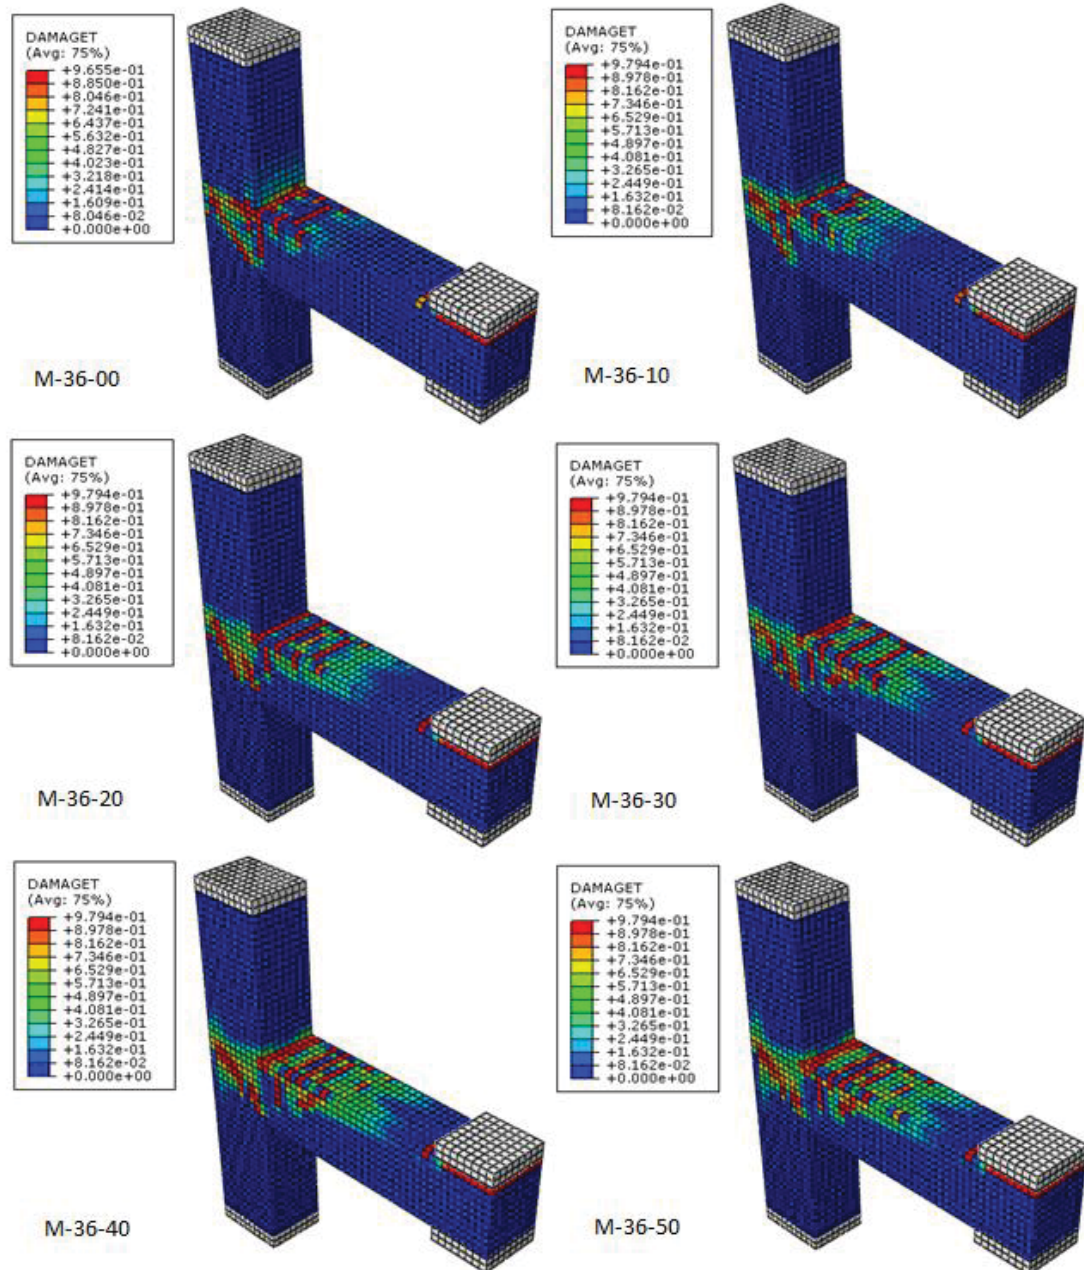 DAMAGET
(Avg: 75%)
+9.655e-01
+8.850e-01
+8.046e-01
+7.241e-01
+6.437e-01
+5.632e-01
+4.827e-01
+4.023e-01
+3.218e-01
+2.414e-01
+1.609e-01
+8.046e-02
+0.000e+00
M-36-00
DAMAGET
(Avg: 75%)
+9.794e-01
+8.978e-01
+8.162e-01
+7.346e-01
+6.529e-01
+5.713e-01
+4.897e-01
+4.081e-01
+3.265e-01
+2.449e-01
+1.632e-01
+8.162e-02
+0.000e+00
M-36-10
DAMAGET
(Avg: 75%)
+9.794e-01
+8.978e-01
+8.162e-01
+7.346e-01
+6.529e-01
+5.713e-01
+4.897e-01
+4.081e-01
+3.265e-01
+2.449e-01
+1.632e-01
+8.162e-02
+0.000e+00
M-36-20
DAMAGET
(Avg: 75%)
+9.794e-01
+8.978e-01
+8.162e-01
+7.346e-01
+6.529e-01
+5.713e-01
+4.897e-01
+4.081e-01
+3.265e-01
+2.449e-01
+1.632e-01
+8.162e-02
+0.000e+00
M-36-30
DAMAGET
(Avg: 75%)
+9.794e-01
+8.978e-01
+8.162e-01
+7.346e-01
+6.529e-01
+5.713e-01
+4.897e-01
+4.081e-01
+3.265e-01
+2.449e-01
+1.632e-01
+8.162e-02
+0.000e+00
M-36-40
DAMAGET
(Avg: 75%)
+9.794e-01
+8.978e-01
+8.162e-01
+7.346e-01
+6.529e-01
+5.713e-01
+4.897e-01
+4.081e-01
+3.265e-01
+2.449e-01
+1.632e-01
+8.162e-02
+0.000e+00
M-36-50